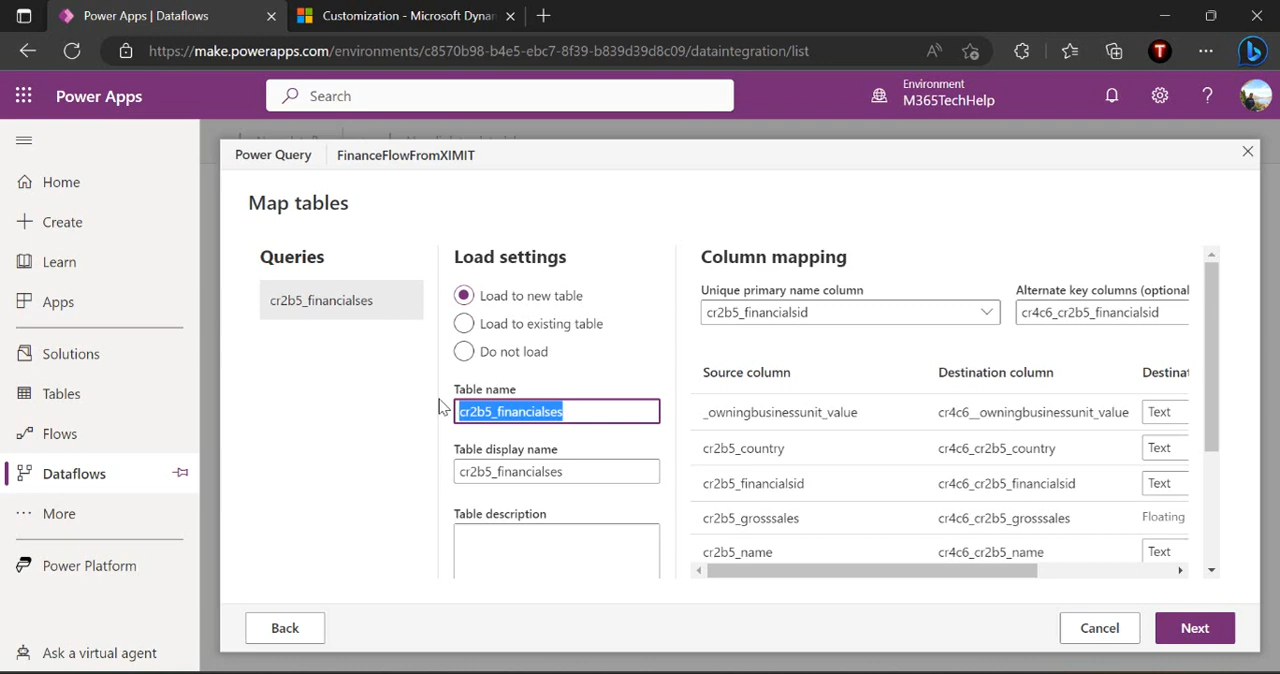 Power Apps | Dataflows
Customization - Microsoft Dynan
https://make.powerapps.com/environments/c8570b98-b4e5-ebc7-8f39-b839d39d8c09/dataintegration/list
Power Apps
Search
Environment
M365TechHelp
Home
Create
Learn
Apps
Solutions
Tables
Flows
Dataflows
More
Power Platform
Ask a virtual agent
Power Query
FinanceFlowFromXIMIT
Map tables
Queries
cr2b5_financialses
Load settings
Load to new table
Load to existing table
Do not load
Table name
cr2b5_financialses
Table display name
cr2b5_financialses
Table description
Column mapping
Unique primary name column
Alternate key columns (optional
cr2b5_financialsid
cr4c6_cr2b5_financialsid
Source column
Destination column
Destinat
_owningbusinessunit_value
cr4c6__owningbusinessunit_value
Text
cr2b5_country
cr4c6_cr2b5_country
Text
cr2b5_financialsid
cr4c6_cr2b5_financialsid
Text
cr2b5_grosssales
cr4c6_cr2b5_grosssales
Floating
cr2b5_name
cr4c6_cr2b5_name
Text
Back
Cancel
Next